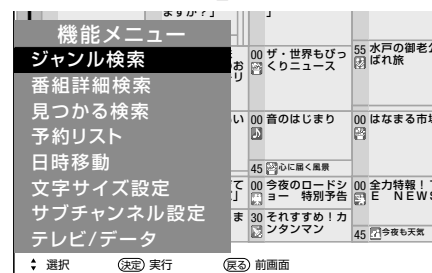 ますか？」
」
機能メニュー
ジャンル検索
番組詳細検索
見つかる検索
予約リスト
日時移動
文字サイズ設定
サブチャンネル設定
テレビ/データ
お
り
い
て
」
ま
00 ザ・世界もびっ
くりニュース
00 音のはじまり
45 心に届く風景
00 今夜のロードシ
ョー 特別予告
30 それすすめ！カ
ンタンマン
55 水戸の御老
ばれ旅
00 はなまる市
00 全力特報！
E NEWS
45 今夜も天気
選択 決定 実行 戻る 前画面